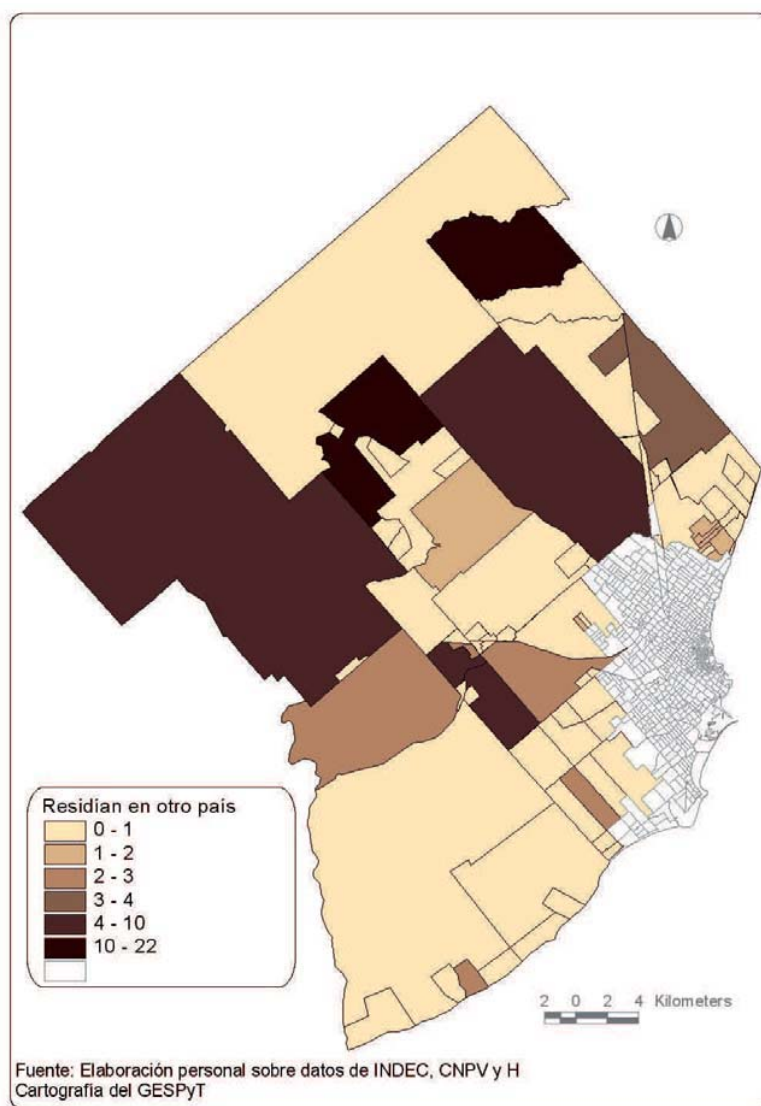 Residian en otro país
0 - 1
1 - 2
2 - 3
3 - 4
4 - 10
10 - 22
2 0 2 4 Kilometers
Fuente: Elaboración personal sobre datos de INDEC, CNPV y H
Cartografía del GESPyT